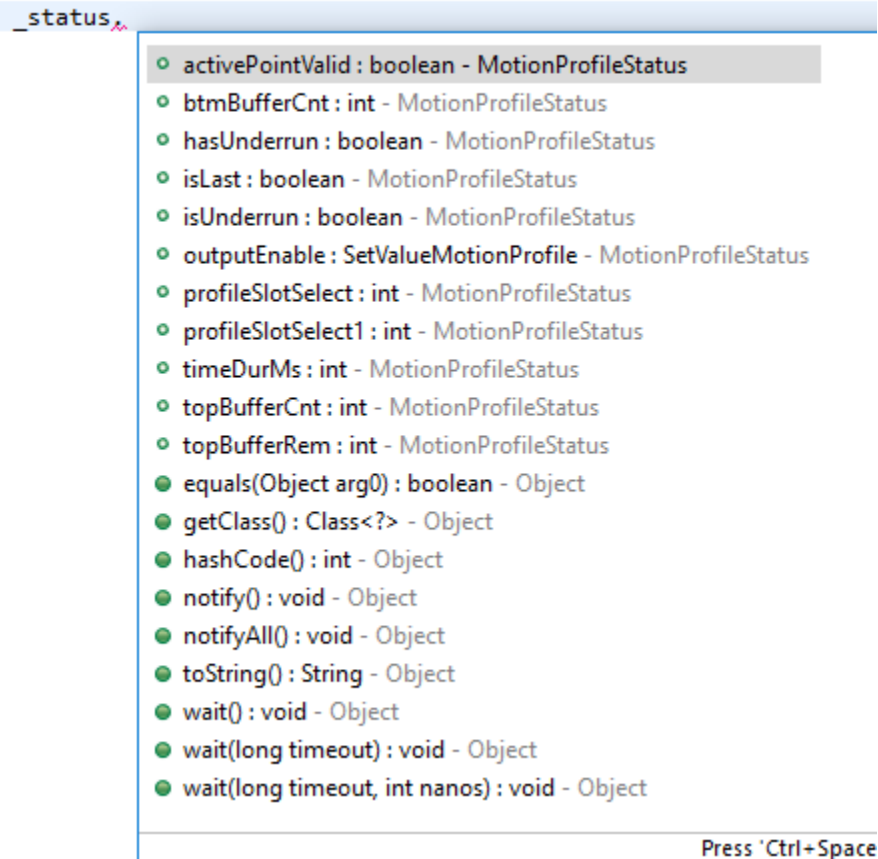 _status.
activePointValid : boolean - MotionProfileStatus
btmBufferCnt : int - MotionProfileStatus
hasUnderrun : boolean - MotionProfileStatus
isLast : boolean - MotionProfileStatus
isUnderrun : boolean - MotionProfileStatus
outputEnable : SetValueMotionProfile - MotionProfileStatus
profileSlotSelect : int - MotionProfileStatus
profileSlotSelect1 : int - MotionProfileStatus
timeDurMs : int - MotionProfileStatus
topBufferCnt : int - MotionProfileStatus
topBufferRem : int - MotionProfileStatus
equals(Object arg0) : boolean - Object
getClass() : Class<?> - Object
hashCode() : int - Object
notify() : void - Object
notifyAll() : void - Object
toString() : String - Object
wait() : void - Object
wait(long timeout) : void - Object
wait(long timeout, int nanos) : void - Object
Press 'Ctrl+Space